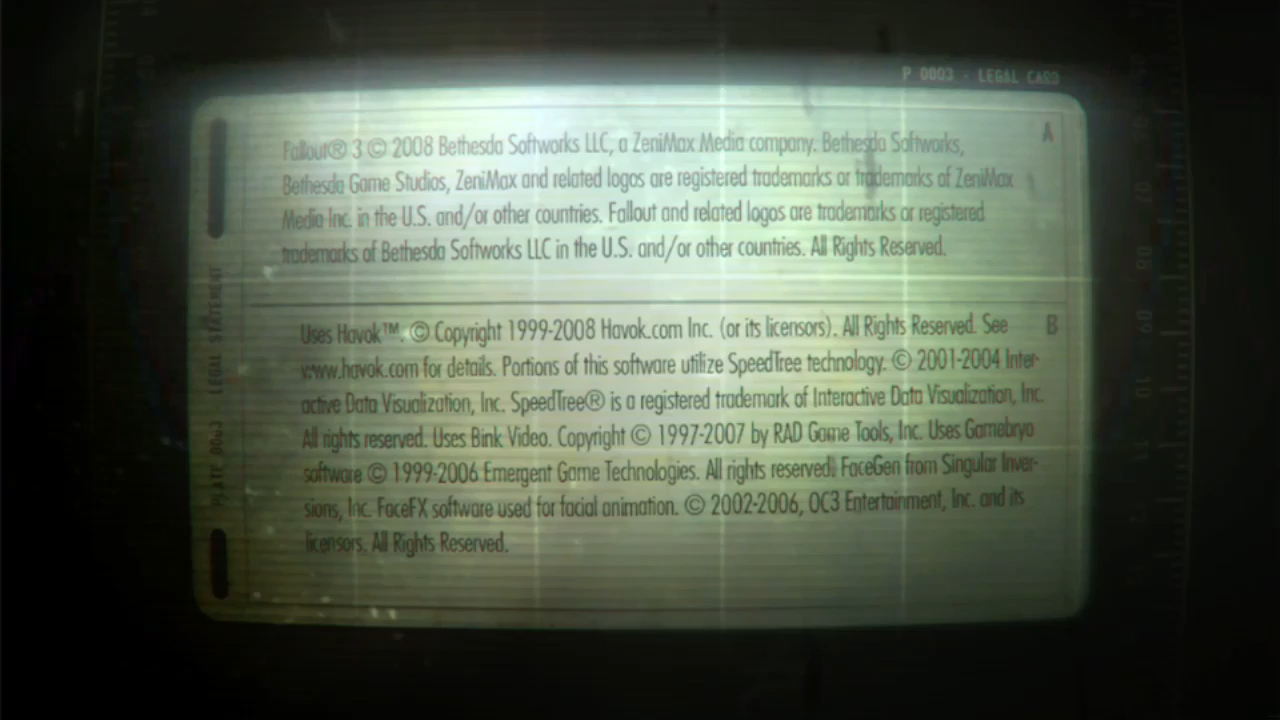 P 0003 - LEGAL CARD
A
Fallout® 3 © 2008 Bethesda Softworks LLC, a ZeniMax Media company. Bethesda Softworks,
Bethesda Game Studios, ZeniMax and related logos are registered trademarks or trademarks of ZeniMax
Media Inc. in the U.S. and/or other countries. Fallout and related logos are trademarks or registered
trademarks of Bethesda Softworks LLC in the U.S. and/or other countries. All Rights Reserved.
B
Uses Havok™. © Copyright 1999-2008 Havok.com Inc. (or its licensors). All Rights Reserved. See
www.havok.com for details. Portions of this software utilize SpeedTree technology. © 2001-2004 Inter-
active Data Visualization, Inc. SpeedTree® is a registered trademark of Interactive Data Visualization, Inc.
All rights reserved. Uses Bink Video. Copyright © 1997-2007 by RAD Game Tools, Inc. Uses Gamebryo
software © 1999-2006 Emergent Game Technologies. All rights reserved. FaceGen from Singular Inver-
sions, Inc. FaceFX software used for facial animation. © 2002-2006, OC3 Entertainment, Inc. and its
licensors. All Rights Reserved.
PLATE 0003 - LEGAL STATEMENT